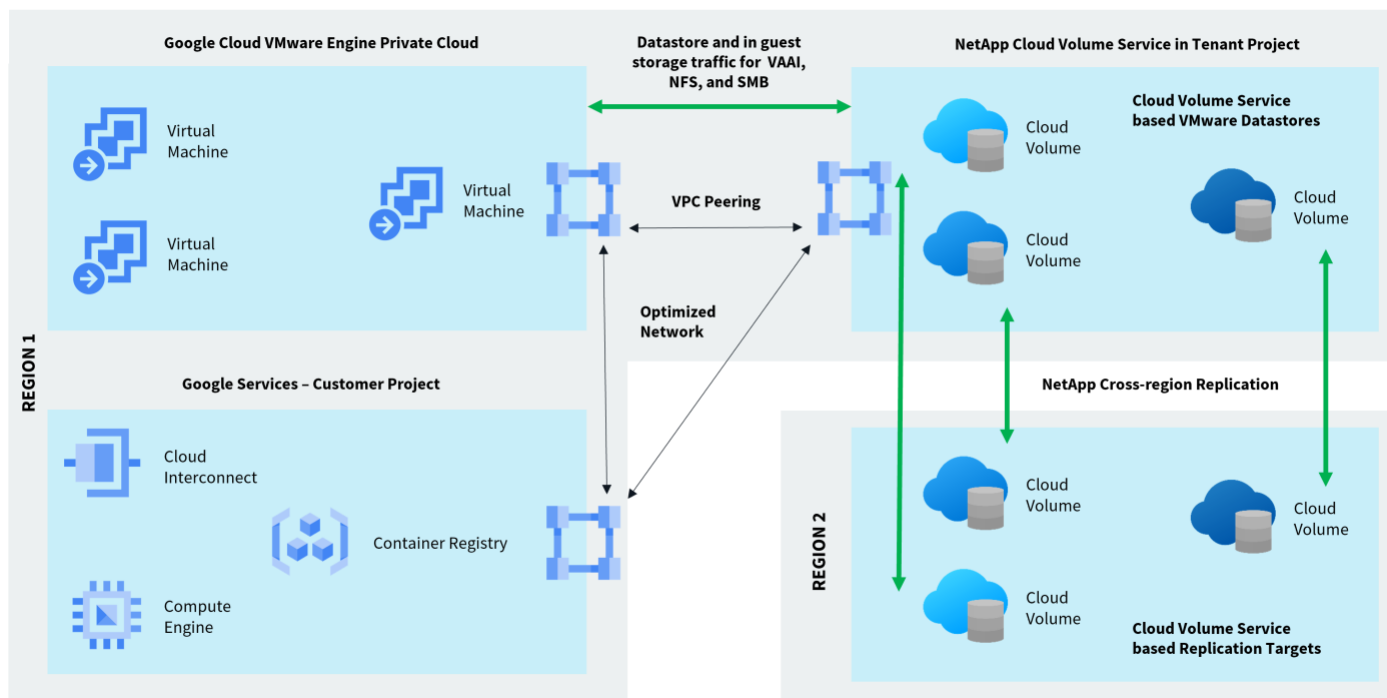 Google Cloud VMware Engine Private Cloud
Virtual
Machine
Virtual
Machine
Virtual
Machine
Datastore and in guest
storage traffic for VAAI,
NFS, and SMB
VPC Peering
Optimized
Network
NetApp Cloud Volume Service in Tenant Project
Cloud
Volume
Cloud Volume Service
based VMware Datastores
Cloud
Volume
Cloud
Volume
REGION 1
Google Services – Customer Project
Cloud
Interconnect
Container Registry
Compute
Engine
NetApp Cross-region Replication
REGION 2
Cloud
Volume
Cloud
Volume
Cloud
Volume
Cloud Volume Service
based Replication Targets